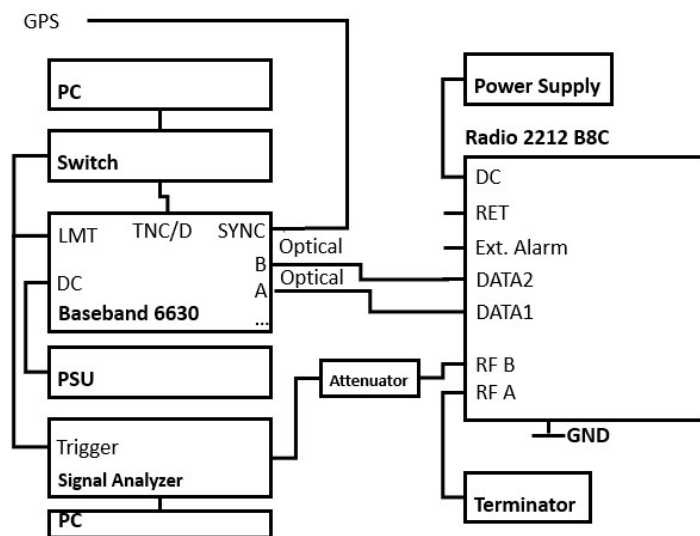 GPS
PC
Power Supply
Switch
Radio 2212 B8C
DC
RET
LMT
TNC/D
SYNC
Optical
Ext. Alarm
B
DATA2
DC
Optical
A
DATA1
Baseband 6630
...
RF B
PSU
Attenuator
RF A
GND
Trigger
Signal Analyzer
Terminator
PC